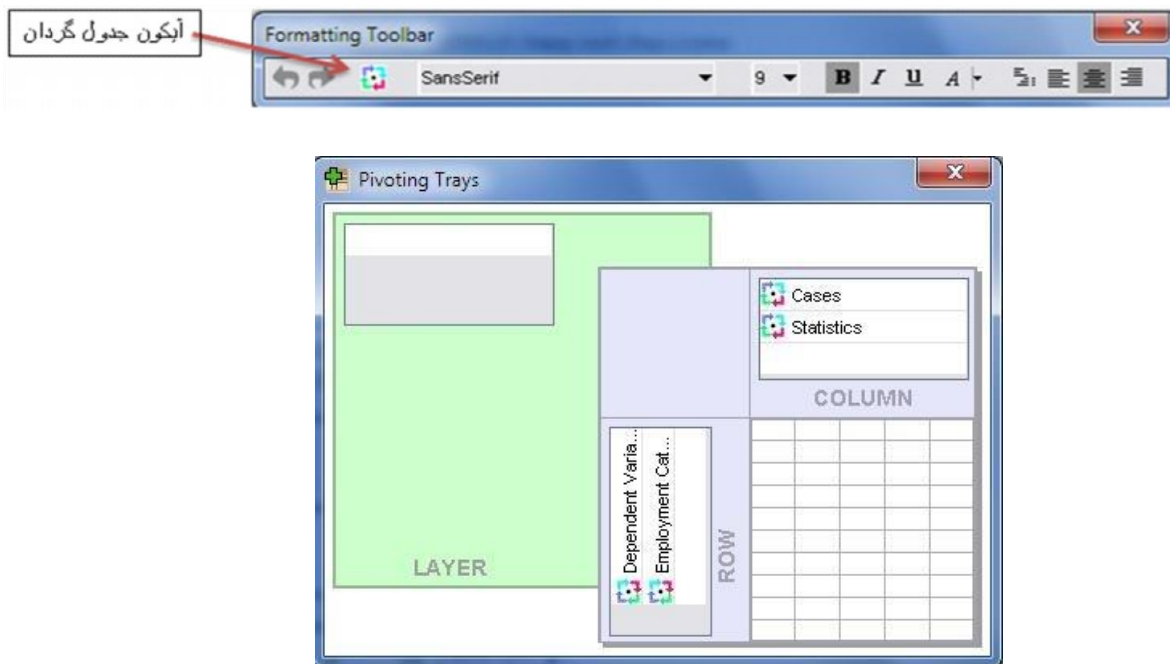 آیکون جدول گردان
Formatting Toolbar
SansSerif 9 B I U A
Pivoting Trays
Cases
Statistics
COLUMN
Dependent Varia...
Employment Cat...
ROW
LAYER